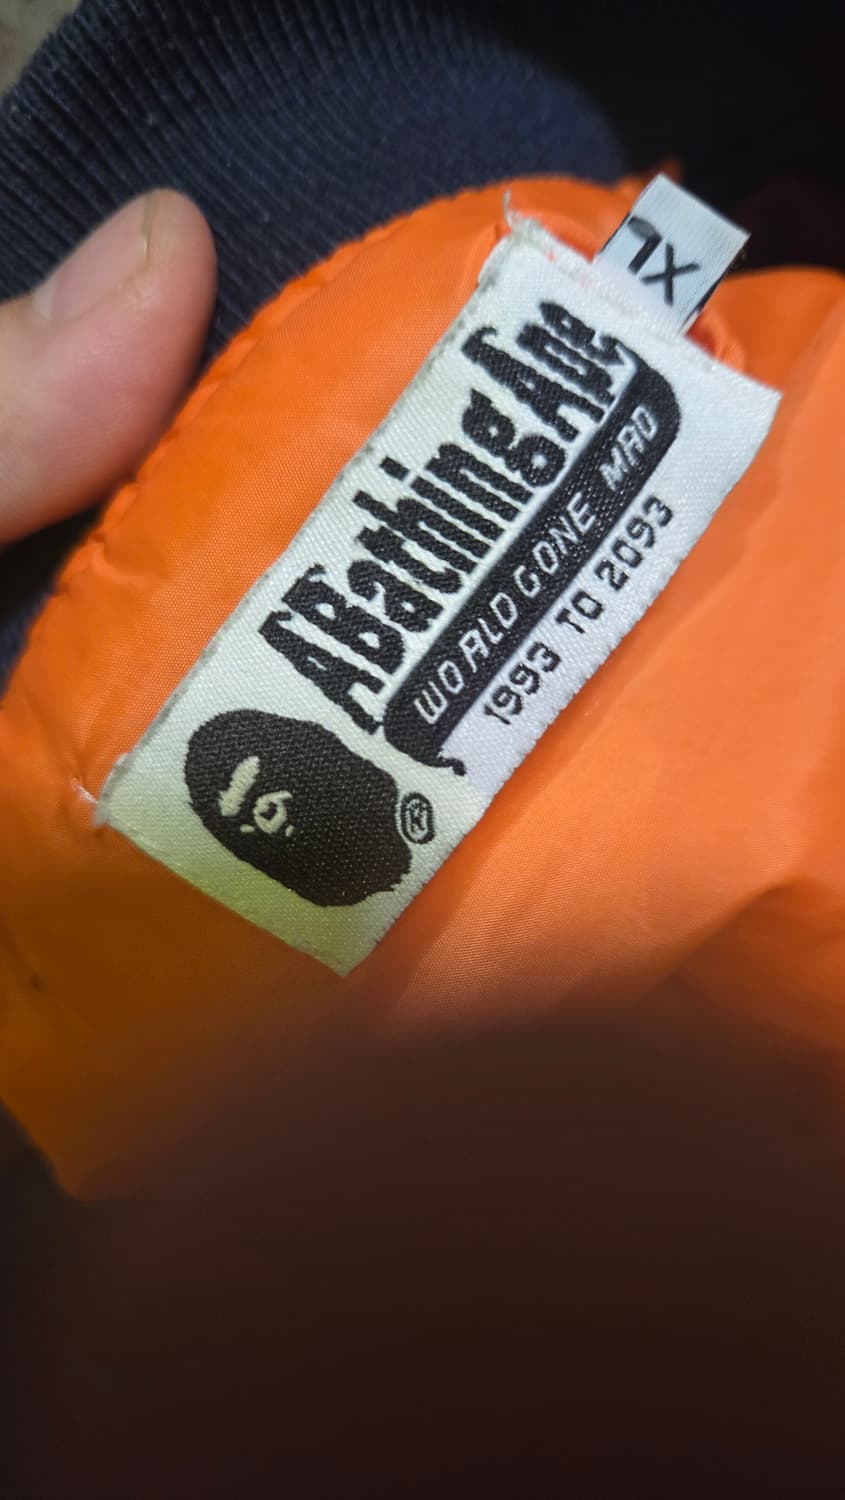 XL
ABathingApe
WORLD GONE MAD
1993 TO 2093
®